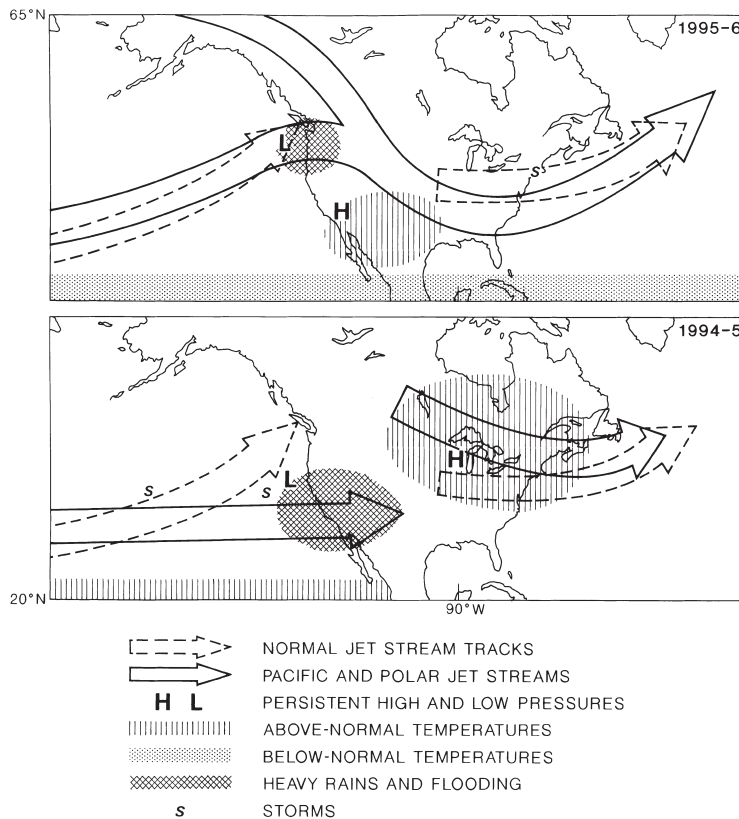 65°N
1995-6
L
S
H
1994-5
H
L
S
S
20°N
90°W
NORMAL JET STREAM TRACKS
PACIFIC AND POLAR JET STREAMS
H L PERSISTENT HIGH AND LOW PRESSURES
ABOVE-NORMAL TEMPERATURES
BELOW-NORMAL TEMPERATURES
HEAVY RAINS AND FLOODING
S STORMS